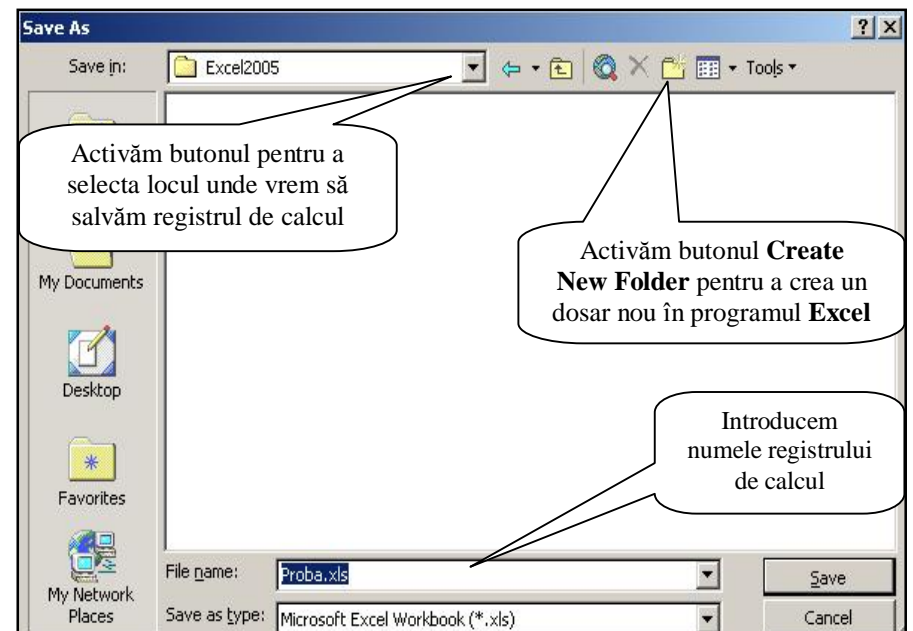 Save As
Save in:
Excel2005
Tools
Activăm butonul pentru a
selecta locul unde vrem să
salvăm registrul de calcul
Activăm butonul Create
New Folder pentru a crea un
dosar nou în programul Excel
My Documents
Desktop
Introducem
numele registrului
de calcul
Favorites
My Network
Places
File name:
Proba.xls
Save
Save as type:
Microsoft Excel Workbook (*.xls)
Cancel